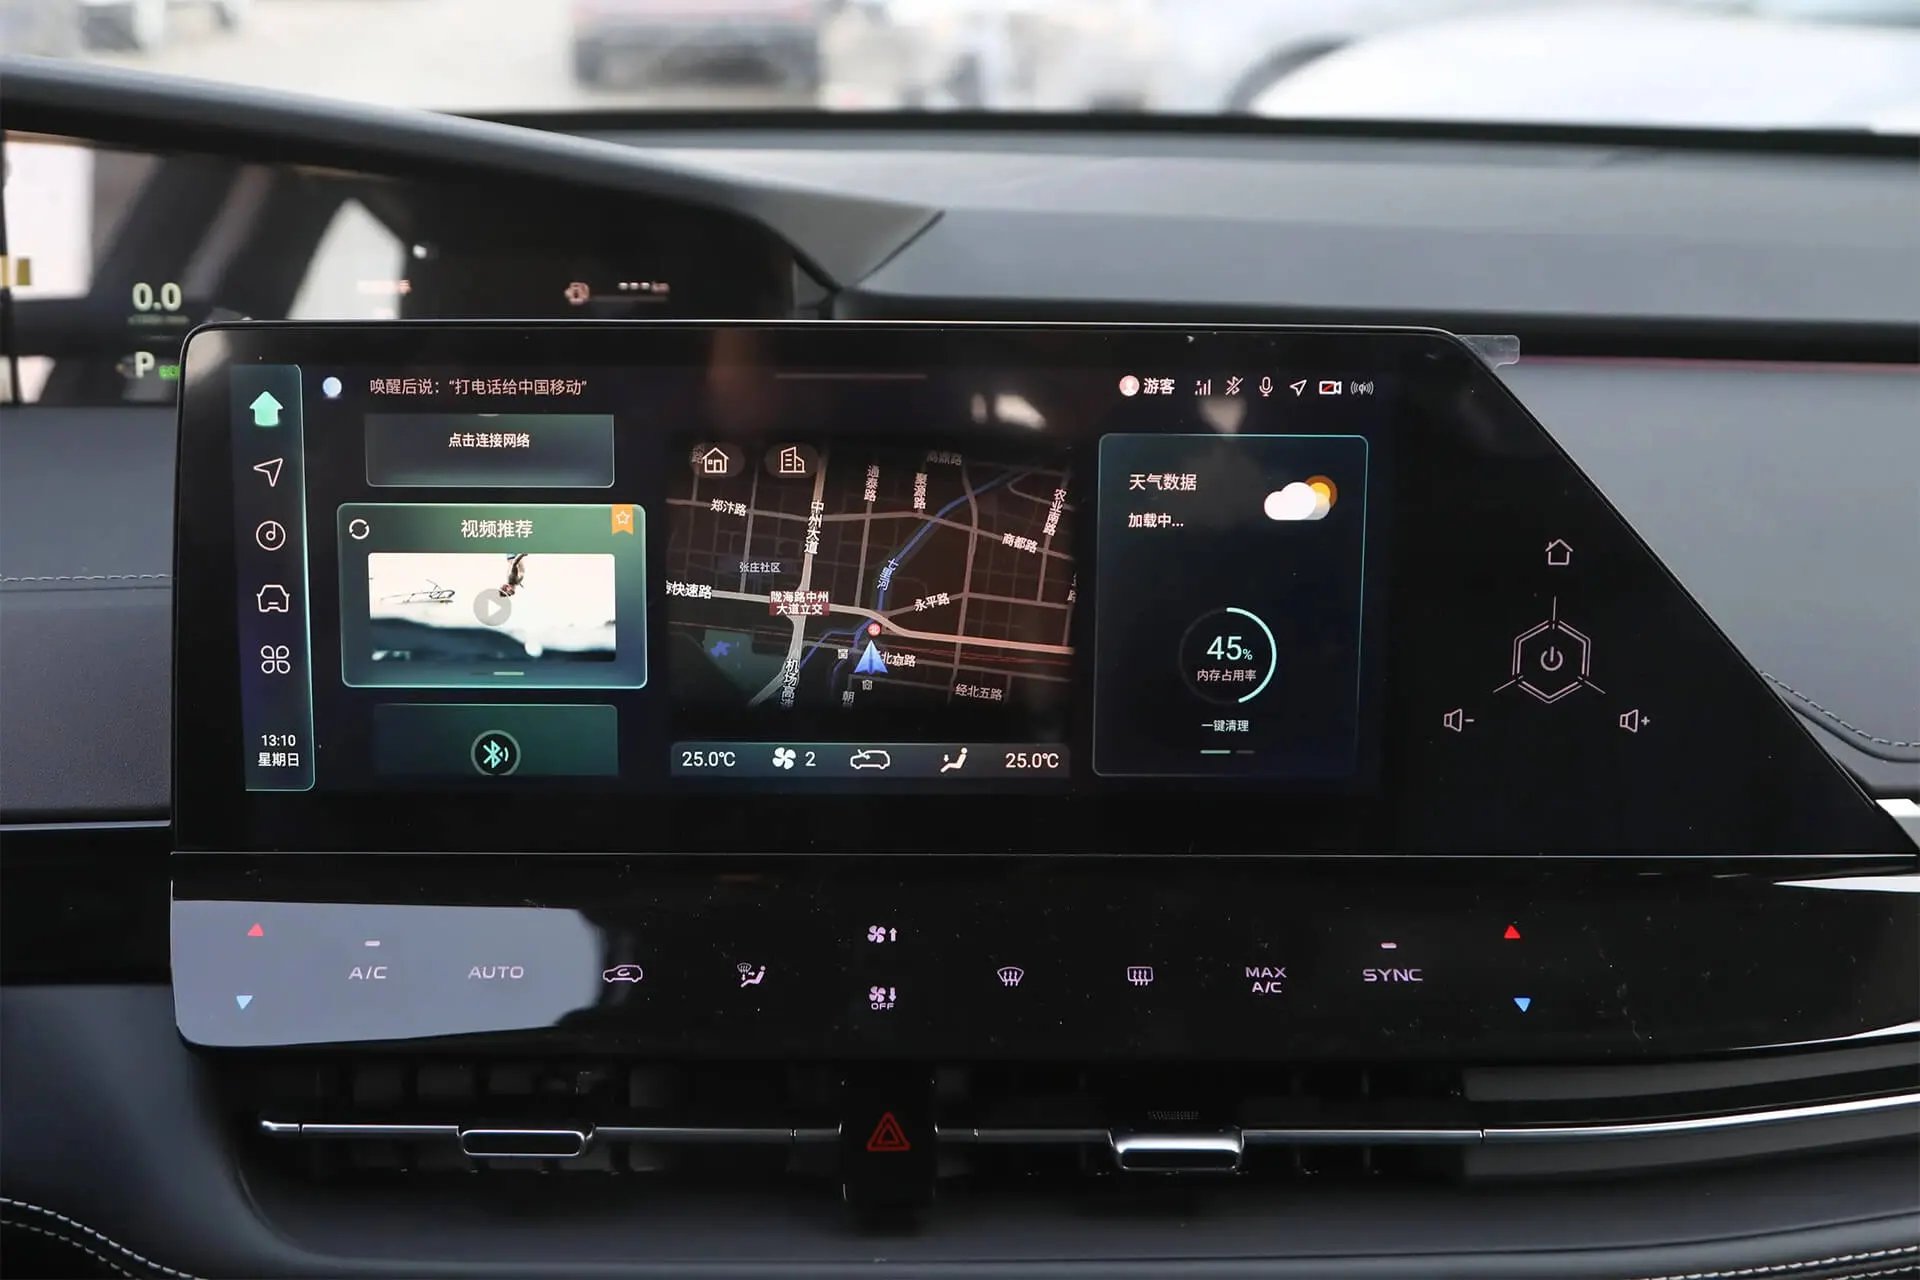 0.0
P
唤醒后说：“打电话给中国移动”
游客
点击连接网络
视频推荐
13:10
星期日
郑汴路
中州大道
通泰路
聚源路
商鼎路
农业南路
商都路
张庄社区
快速路
陇海路中州
大道立交
七里河
永平路
机场高速
经北五路
25.0℃ 2 25.0℃
天气数据
加载中...
45%
内存占用率
一键清理
A/C
AUTO
OFF
MAX
A/C
SYNC